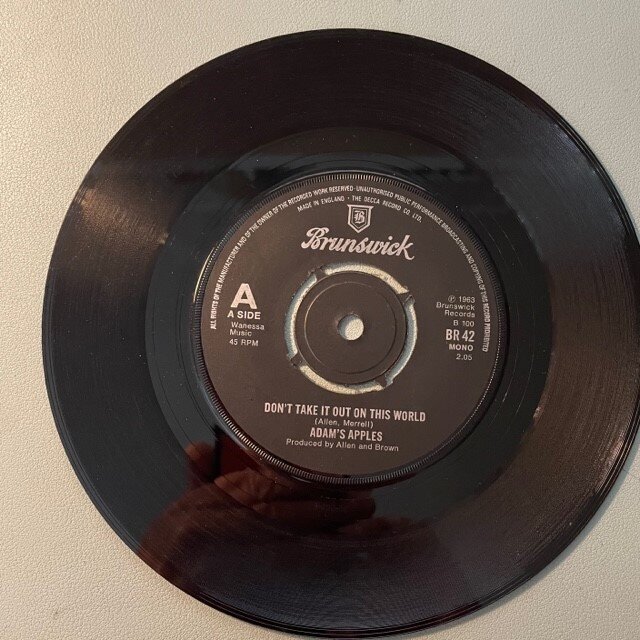 ALL RIGHTS OF THE MANUFACTURER AND OF THE OWNER OF THE RECORDED WORK RESERVED·UNAUTHORISED PUBLIC PERFORMANCE BROADCASTING AND COPYING OF THIS RECORD PROHIBITED
MADE IN ENGLAND · THE DECCA RECORD CO LTD.
B
Brunswick
A
A SIDE
Wanessa
Music
45 RPM
℗ 1963
Brunswick
Records
B 100
BR 42
MONO
2.05
DON'T TAKE IT OUT ON THIS WORLD
(Allen, Merrell)
ADAM'S APPLES
Produced by Allen and Brown